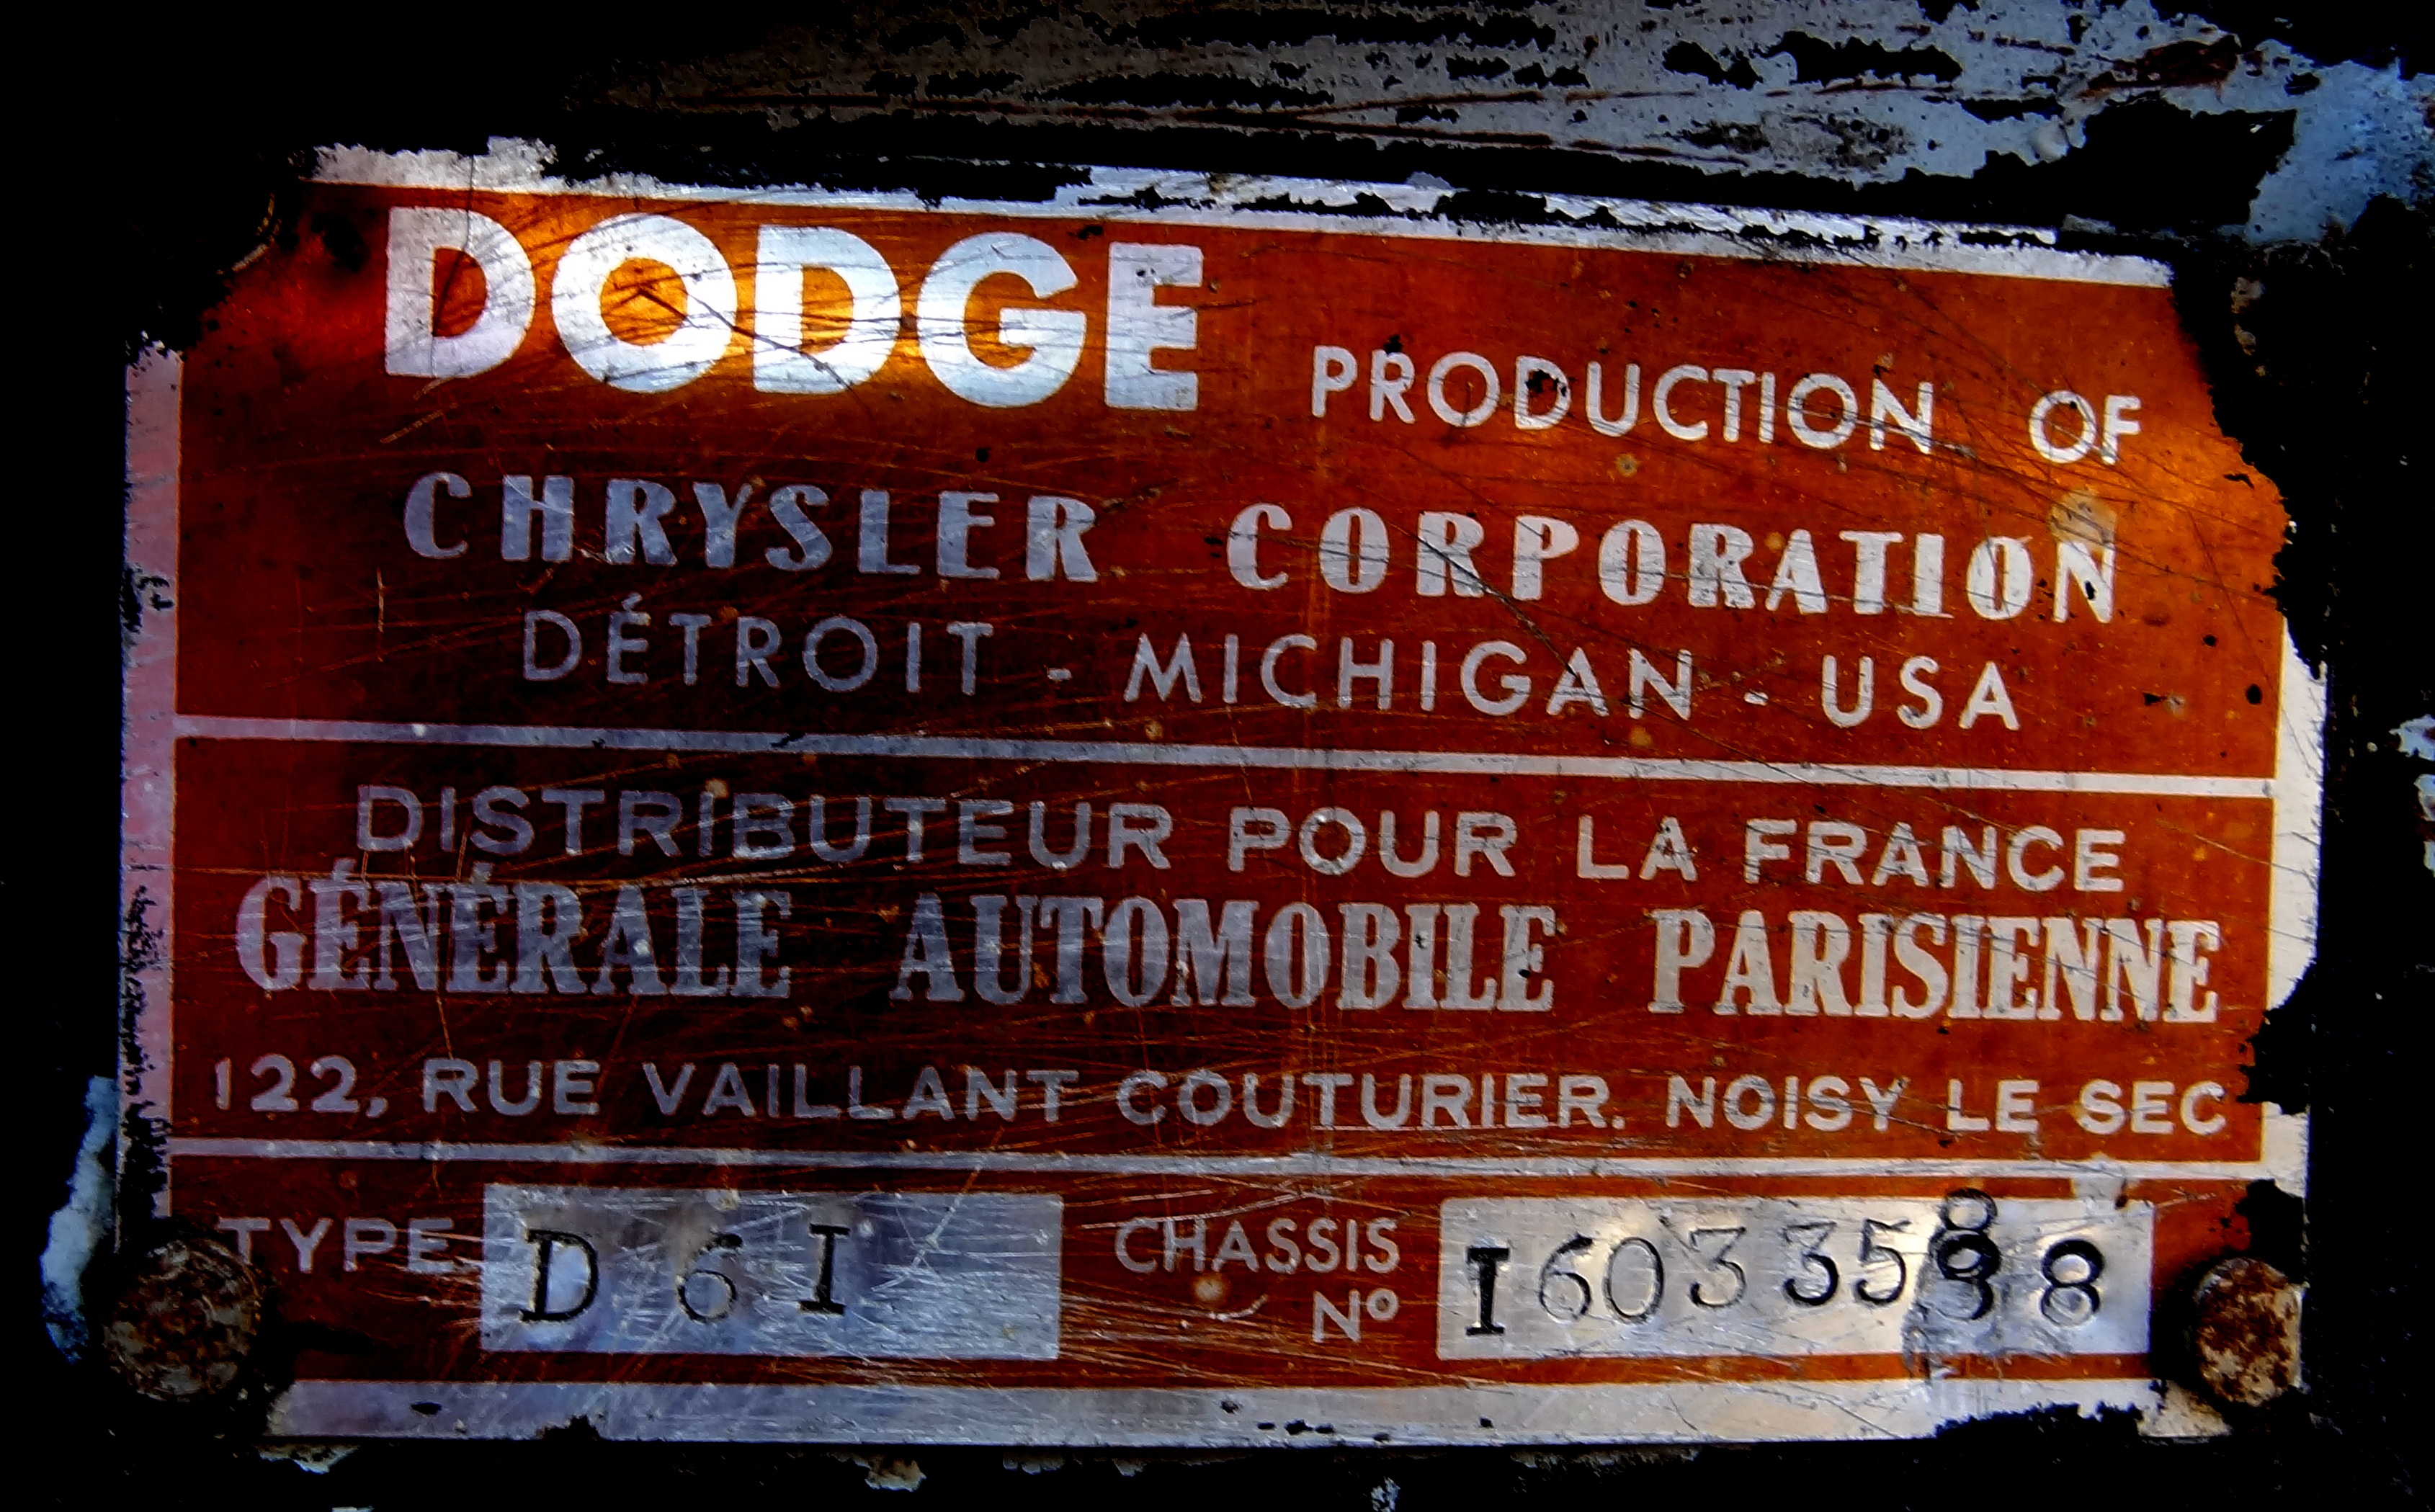 DODGE PRODUCTION OF
CHRYSLER CORPORATION
DÉTROIT - MICHIGAN - USA
DISTRIBUTEUR POUR LA FRANCE
GÉNÉRALE AUTOMOBILE PARISIENNE
122, RUE VAILLANT COUTURIER. NOISY LE SEC
TYPE D6I CHASSIS
Nº